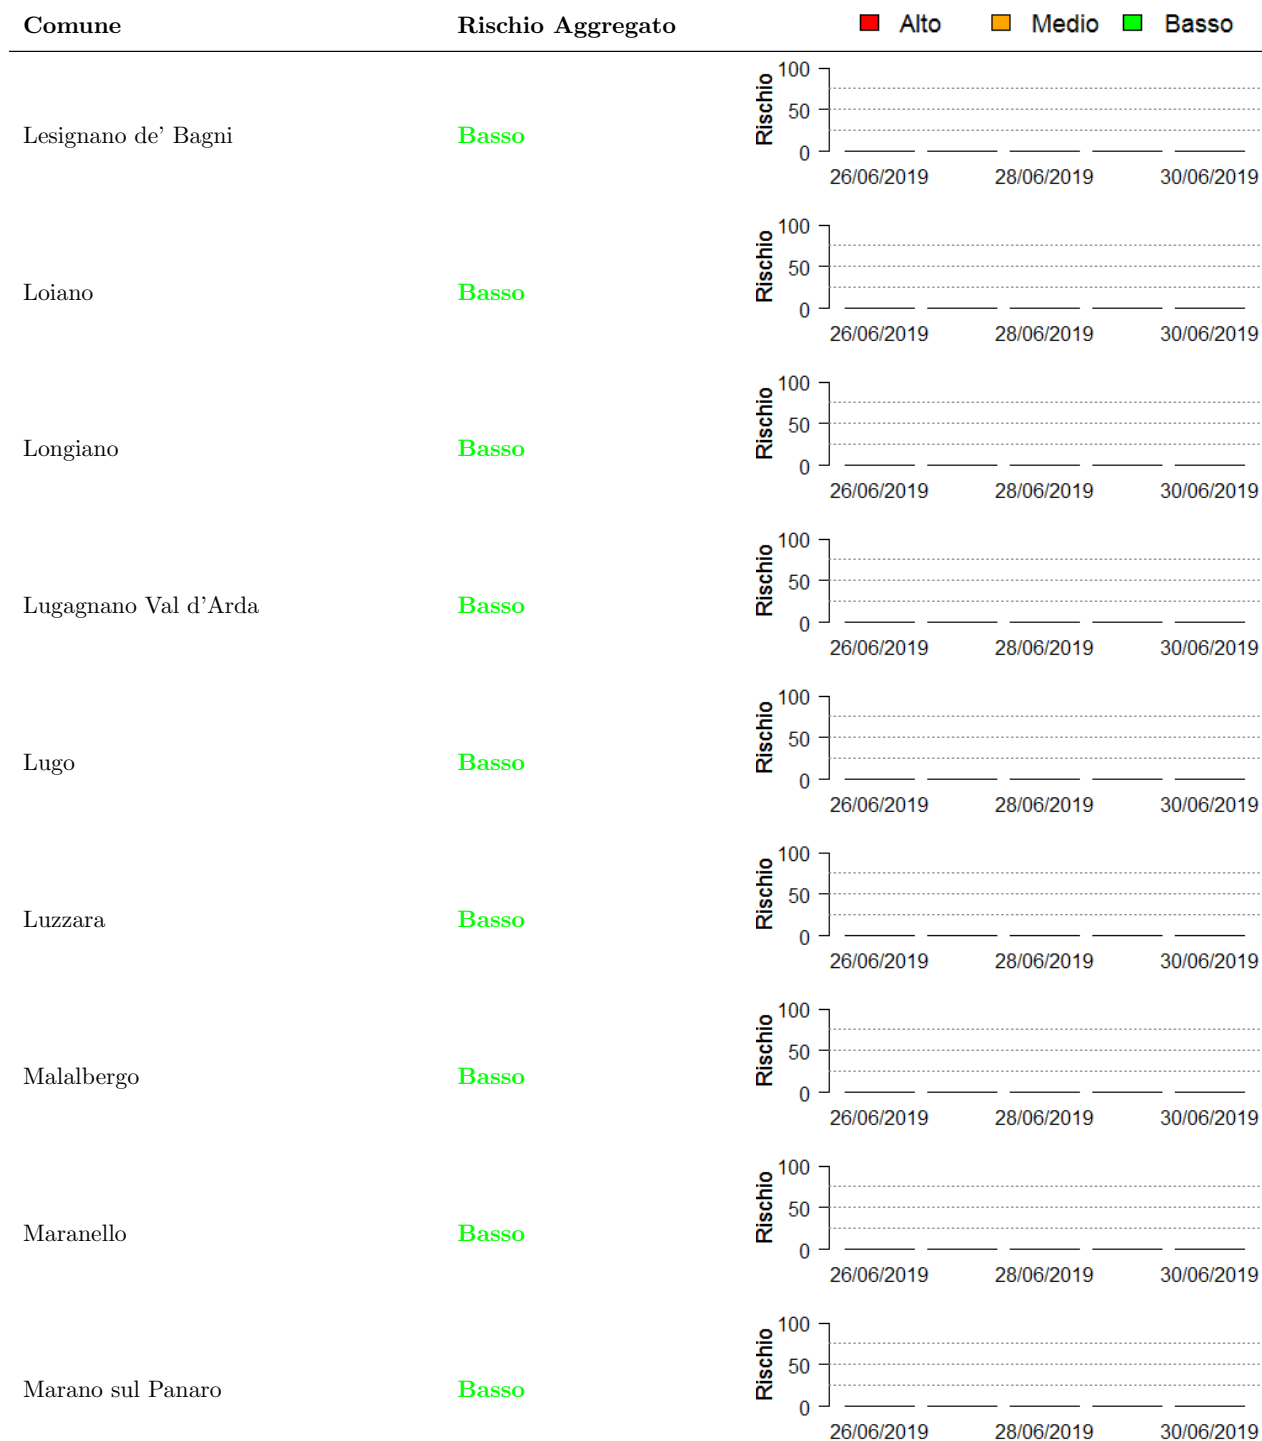 Comune Rischio Aggregato Alto Medio Basso
Lesignano de' Bagni Basso Rischio 100 50 0
26/06/2019 28/06/2019 30/06/2019
Loiano Basso Rischio 100 50 0
26/06/2019 28/06/2019 30/06/2019
Longiano Basso Rischio 100 50 0
26/06/2019 28/06/2019 30/06/2019
Lugagnano Val d'Arda Basso Rischio 100 50 0
26/06/2019 28/06/2019 30/06/2019
Lugo Basso Rischio 100 50 0
26/06/2019 28/06/2019 30/06/2019
Luzzara Basso Rischio 100 50 0
26/06/2019 28/06/2019 30/06/2019
Malalbergo Basso Rischio 100 50 0
26/06/2019 28/06/2019 30/06/2019
Maranello Basso Rischio 100 50 0
26/06/2019 28/06/2019 30/06/2019
Marano sul Panaro Basso Rischio 100 50 0
26/06/2019 28/06/2019 30/06/2019